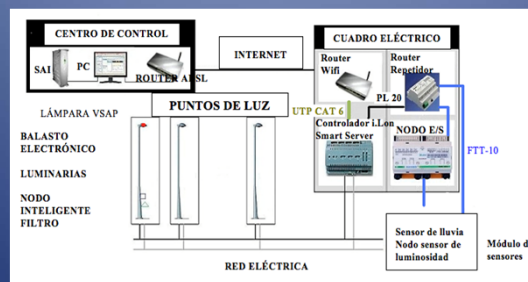 CENTRO DE CONTROL
SAI
PC
ROUTER ADSL
INTERNET
CUADRO ELÉCTRICO
Router
Wifi
Router
Repetidor
PL 20
UTP CAT 6
Controlador i.Lon
Smart Server
NODO E/S
FTT-10
PUNTOS DE LUZ
LÁMPARA VSAP
BALASTO
ELECTRÓNICO
LUMINARIAS
NODO
INTELIGENTE
FILTRO
Sensor de lluvia
Nodo sensor de
luminosidad
Módulo d
sensores
RED ELÉCTRICA